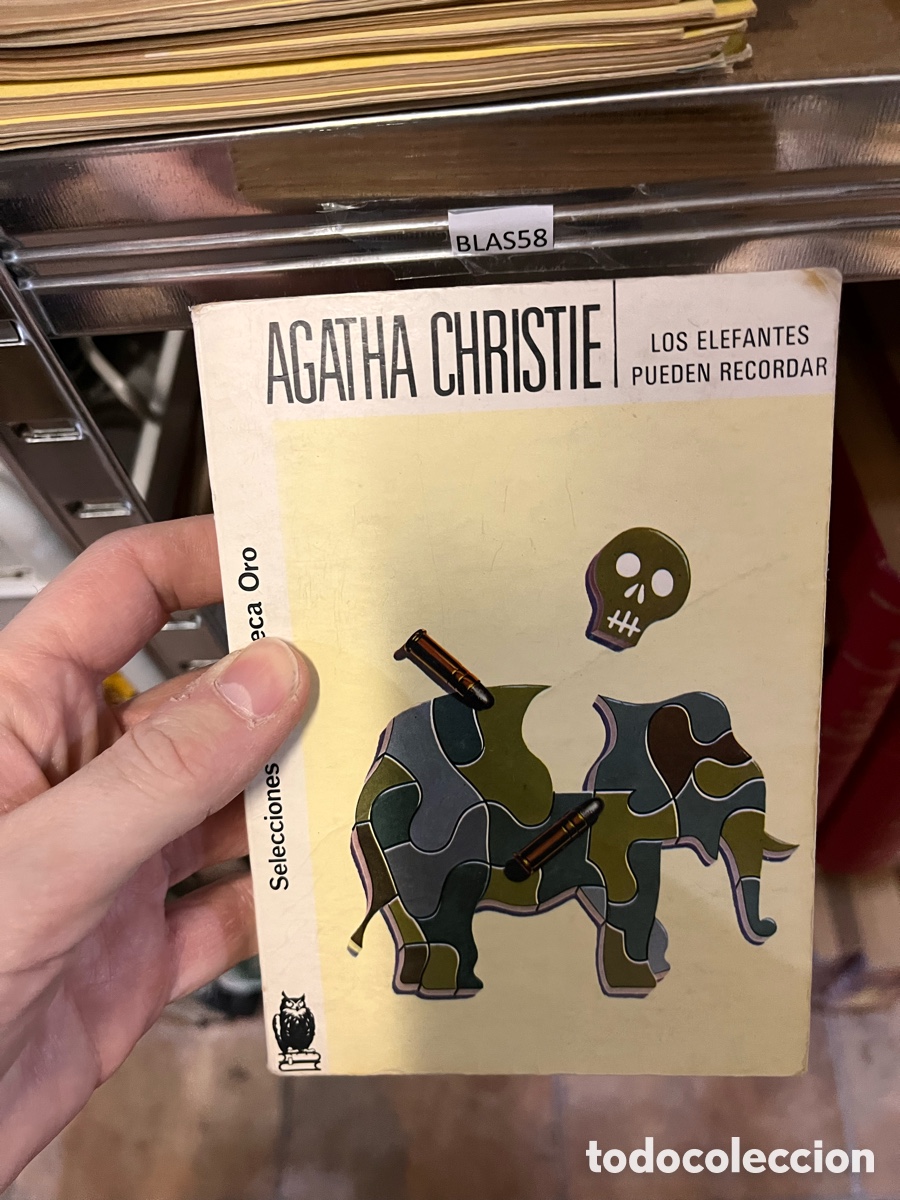 BLAS58
AGATHA CHRISTIE
LOS ELEFANTES
PUEDEN RECORDAR
Selecciones
eca Oro
todocoleccion